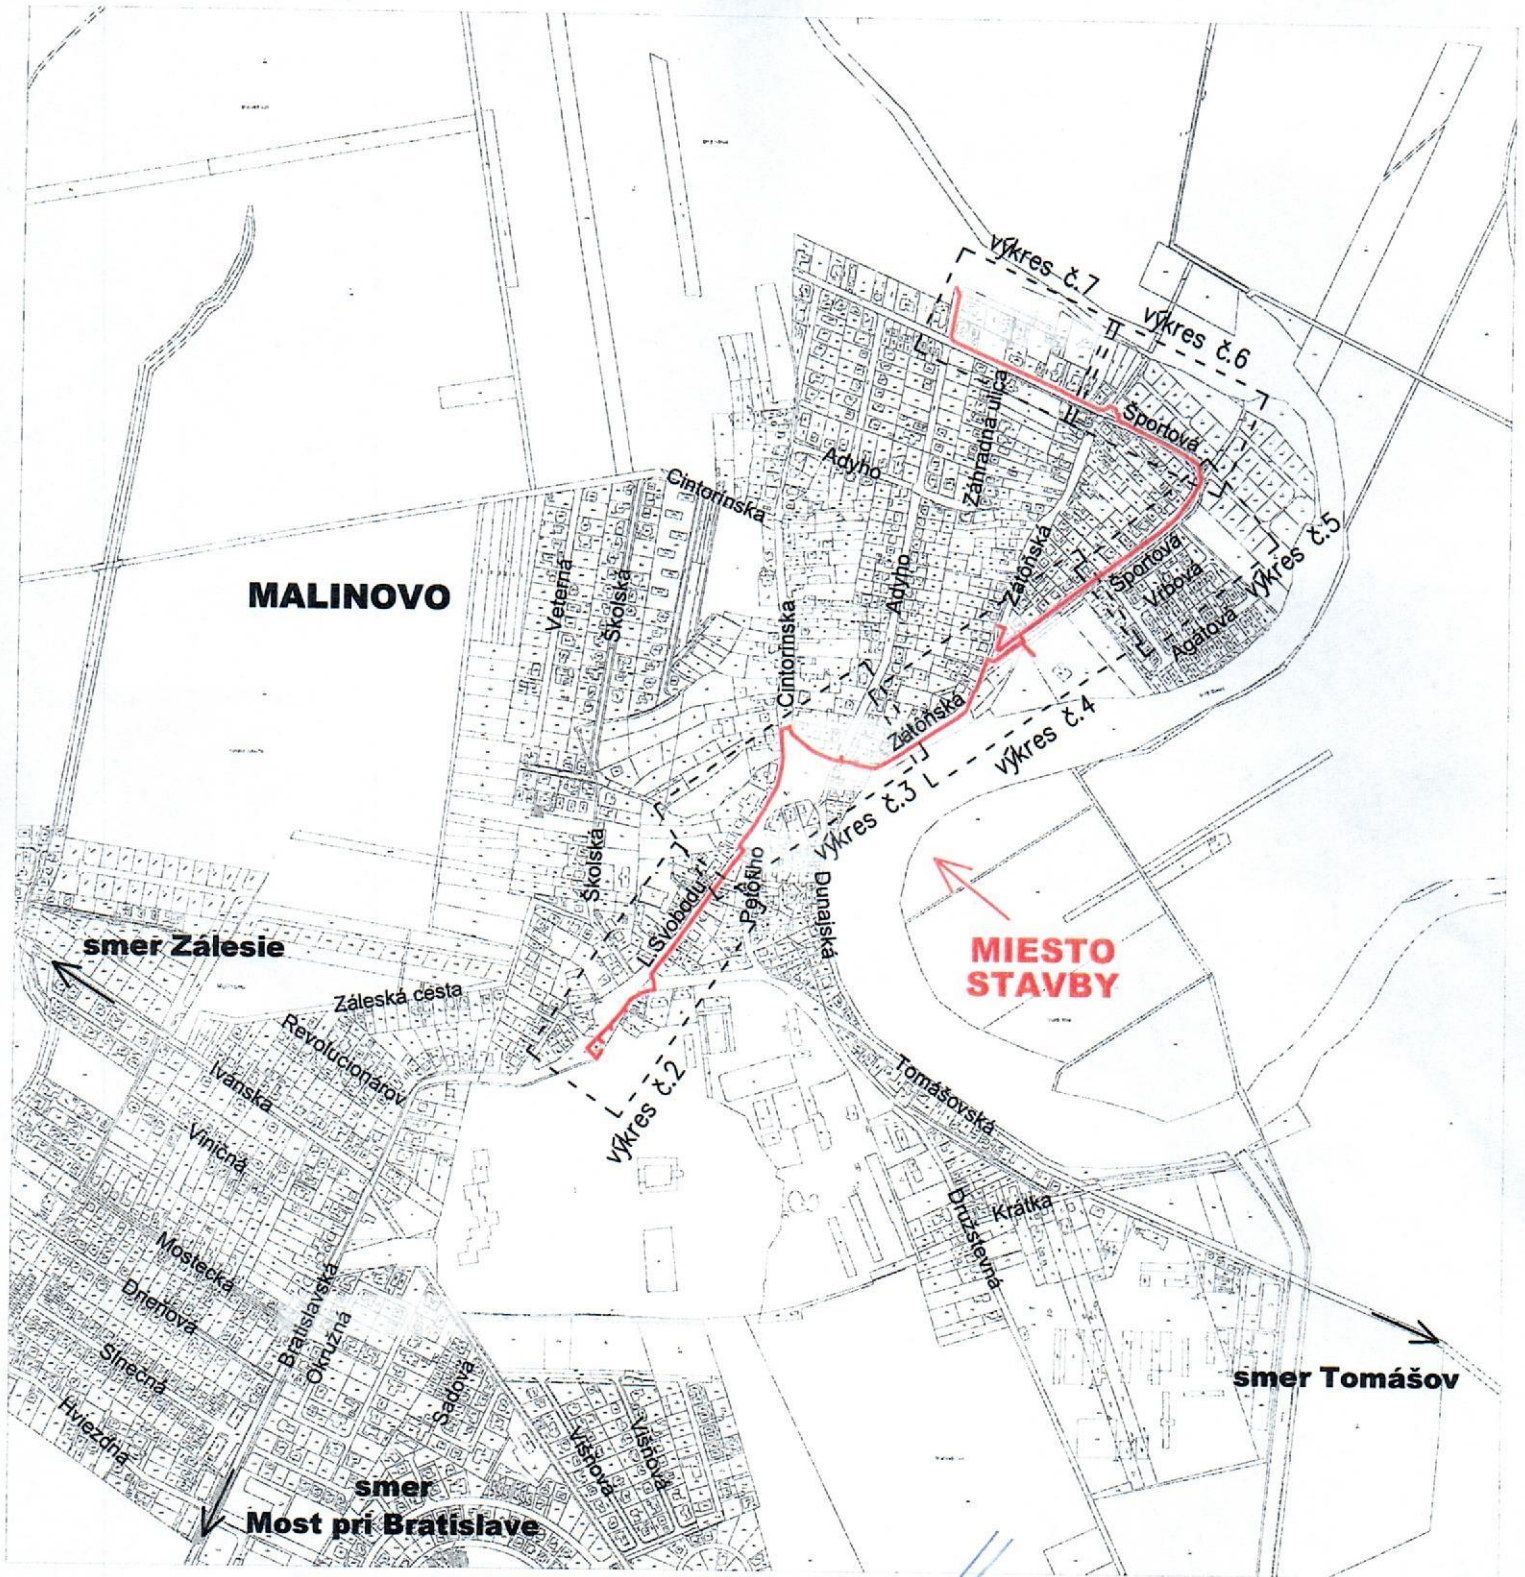 výkres č.7
výkres č.6
Športová
Záhradná ulica
Adyho
Cintorínska
Zátoňská
výkres č.5
Športová
Vŕbová
Agátová
Veterná
Školská
Adyho
MALINOVO
Cintorínska
Zátoňská
výkres č.4
výkres č.3
Školská
Petőfiho
Dunajská
L. Svobodu
MIESTO
STAVBY
smer Zálesie
Záleská cesta
Revolucionárov
Ivánska
Viničná
výkres č.2
Tomášovská
Družstevná
Krátka
Mostecká
Drieňová
Bratislavská
Okružná
Slnečná
Sadová
Hviezdna
Višňová
Višňová
smer Tomášov
smer
Most pri Bratislave